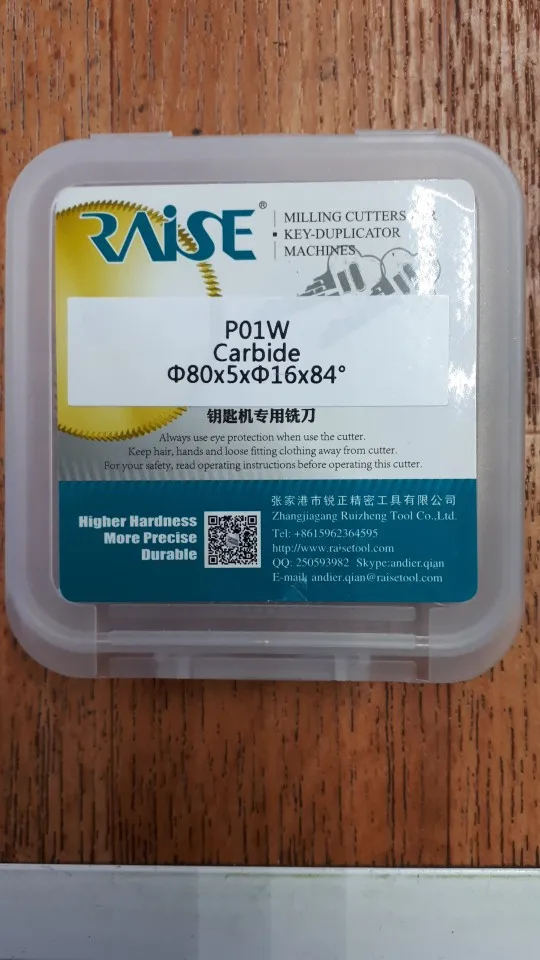 RAiSE®
MILLING CUTTERS
KEY-DUPLICATOR
MACHINES
P01W
Carbide
Φ80x5xΦ16x84°
钥匙机专用铣刀
Always use eye protection when use the cutter.
Keep hair, hands and loose fitting clothing away from cutter.
For your safety, read operating instructions before operating this cutter.
Higher Hardness
More Precise
Durable
张家港市锐正精密工具有限公司
Zhangjiagang Ruizheng Tool Co.,Ltd.
Tel: +8615962364595
http://www.raisetool.com
QQ: 250593982 Skype:andier.qian
E-mail: andier.qian@raisetool.com